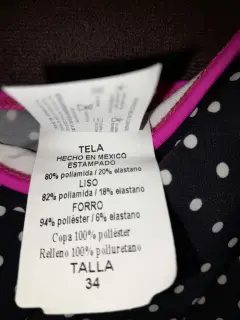 TELA
HECHO EN MEXICO
ESTAMPADO
80% poliamida / 20% elastano
LISO
82% poliamida / 18% elastano
FORRO
94% poliéster / 6% elastano
Copa 100% poliéster
Relleno 100% poliuretano
TALLA
34